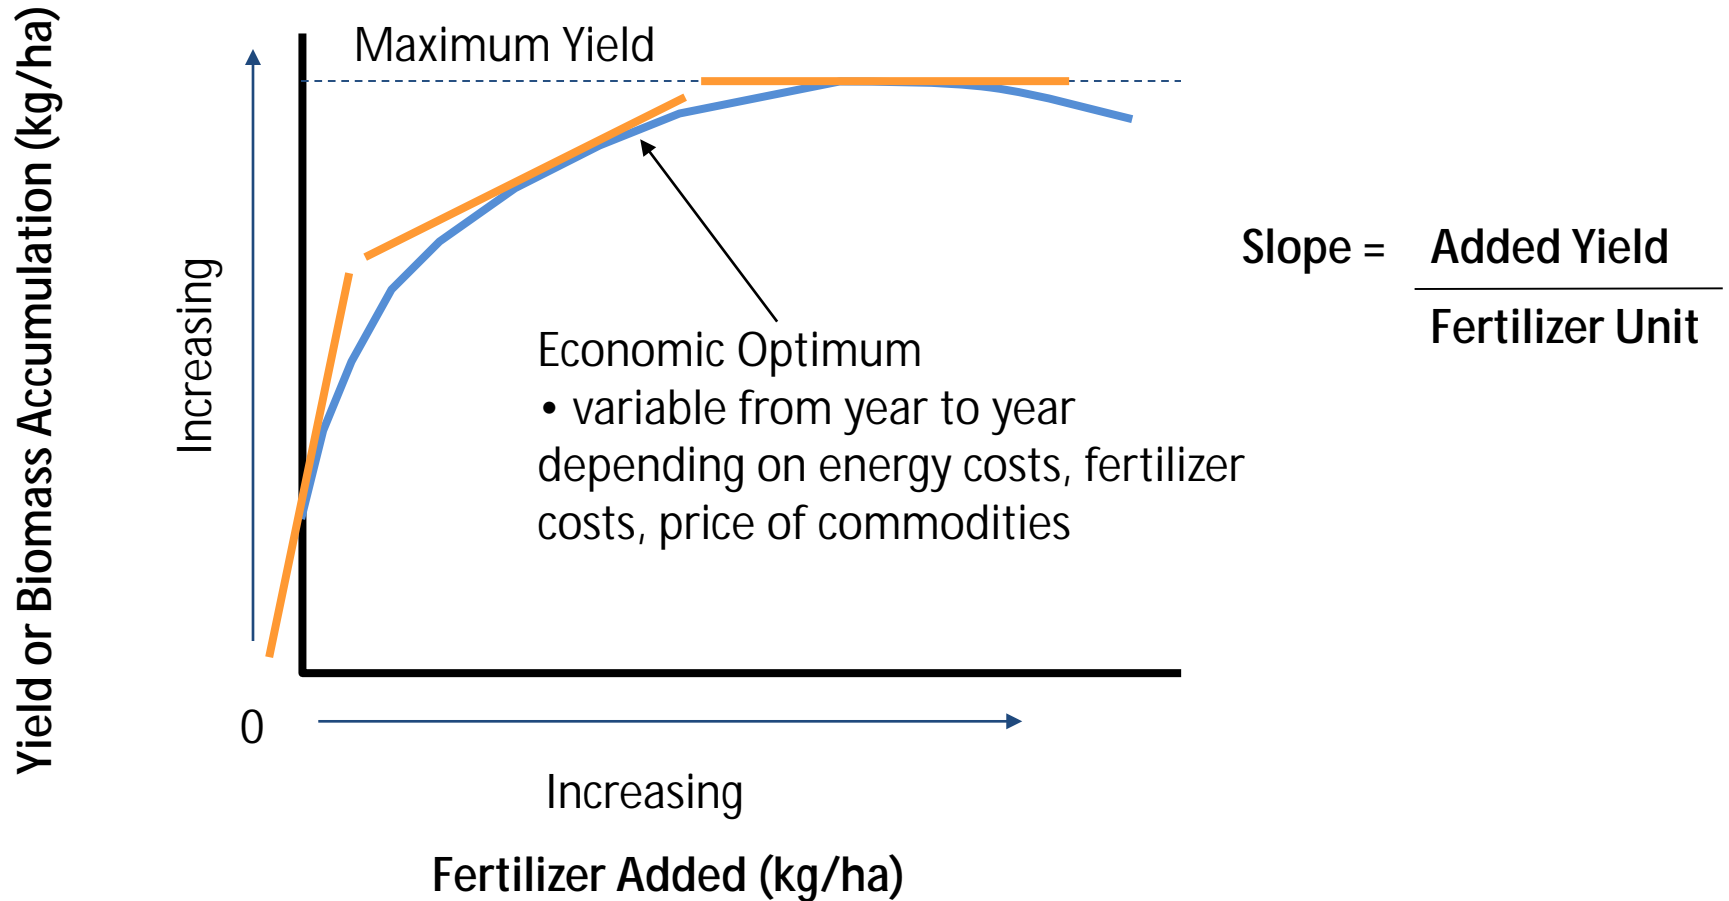 Maximum Yield
Yield or Biomass Accumulation (kg/ha)
Increasing
Slope = Added Yield
Fertilizer Unit
Economic Optimum
• variable from year to year
depending on energy costs, fertilizer
costs, price of commodities
0
Increasing
Fertilizer Added (kg/ha)